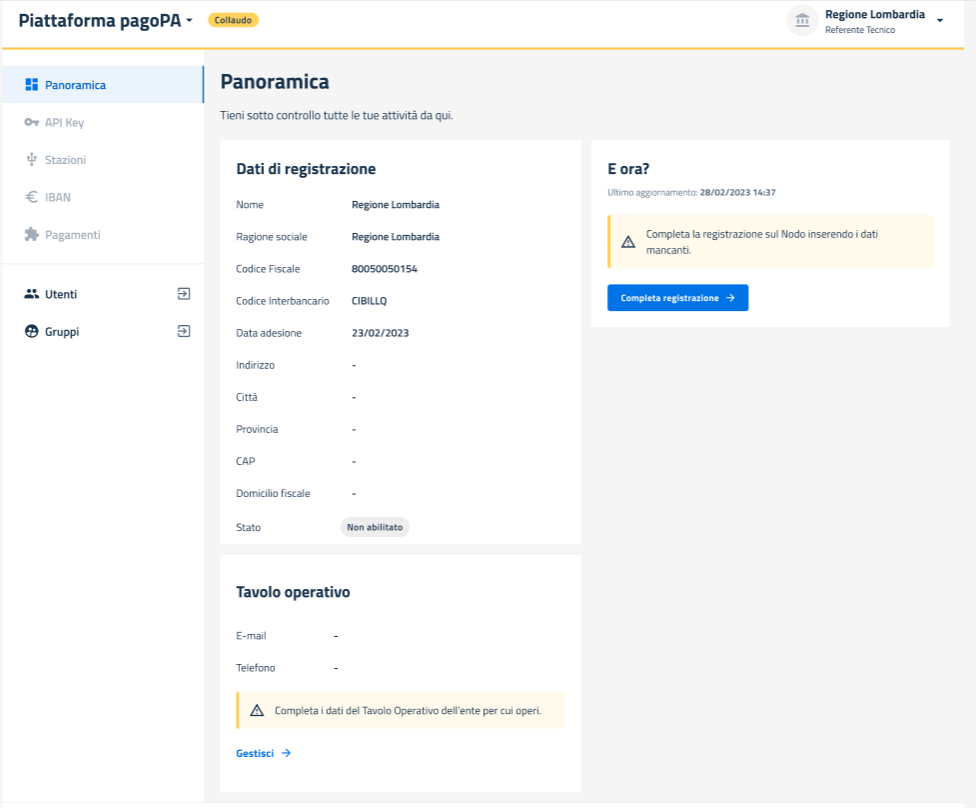 Piattaforma pagoPA
Collaudo
Regione Lombardia
Referente Tecnico
Panoramica
API Key
Stazioni
IBAN
Pagamenti
Utenti
Gruppi
Panoramica
Tieni sotto controllo tutte le tue attività da qui.
Dati di registrazione
Nome Regione Lombardia
Ragione sociale Regione Lombardia
Codice Fiscale 80050050154
Codice Interbancario CIBILLQ
Data adesione 23/02/2023
Indirizzo -
Città -
Provincia -
CAP -
Domicilio fiscale -
Stato Non abilitato
Tavolo operativo
E-mail -
Telefono -
Completa i dati del Tavolo Operativo dell'ente per cui operi.
Gestisci
E ora?
Ultimo aggiornamento: 28/02/2023 14:37
Completa la registrazione sul Nodo inserendo i dati
mancanti.
Completa registrazione